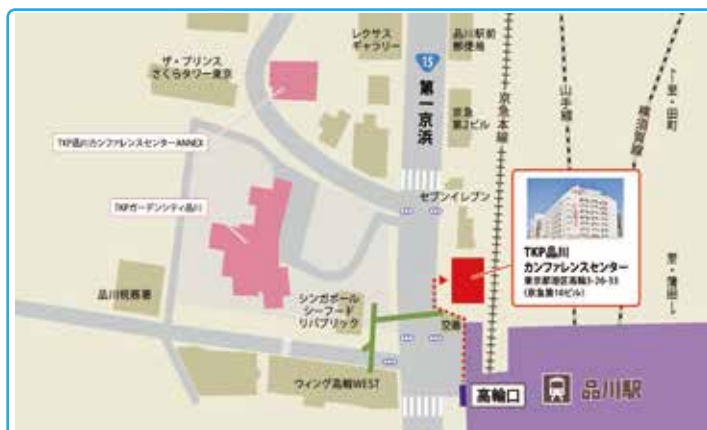 レクサス
ギャラリー
品川駅前
郵便局
ザ・プリンス
さくらタワー東京
15
第一京浜
京急
第2ビル
京急本線
山手線
横須賀線
至・田町
TKP品川カンファレンスセンターANNEX
セブンイレブン
TKPガーデンシティ品川
TKP品川
カンファレンスセンター
東京都港区高輪3-26-33
(京急第10ビル)
至・蒲田
品川税務署
シンガポール
シーフード
リパブリック
交番
ウィング高輪WEST
高輪口
品川駅